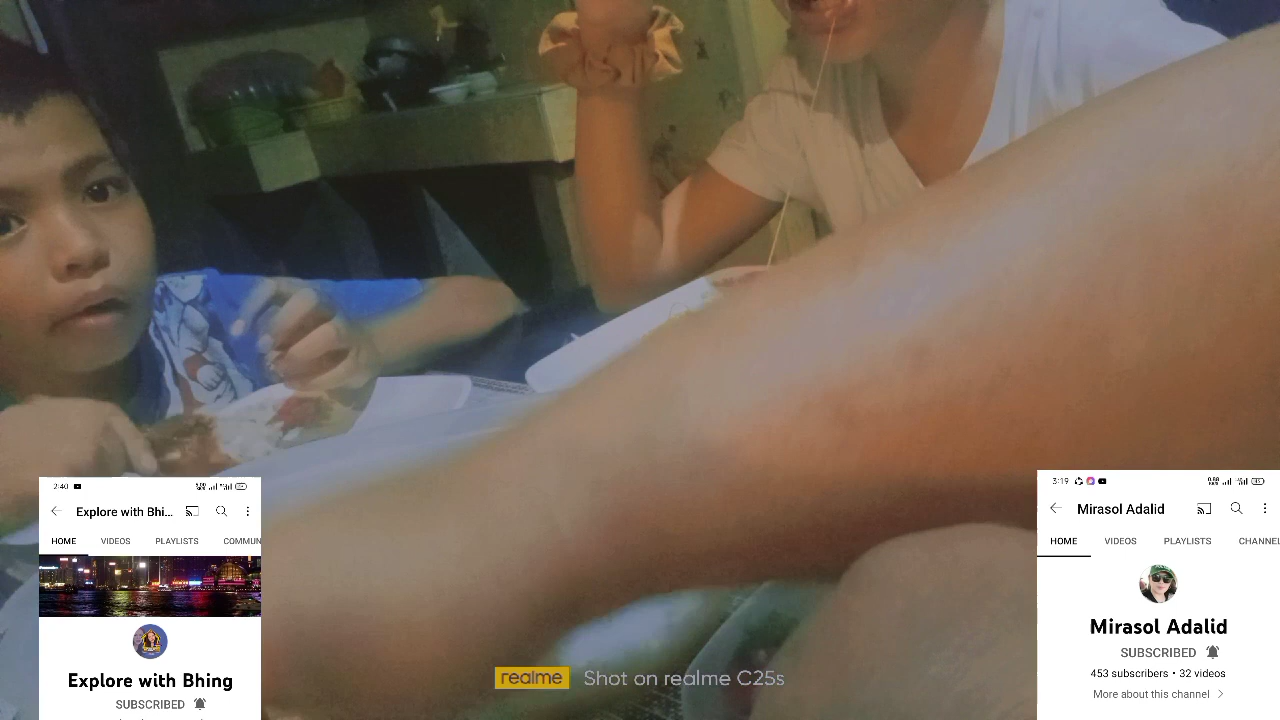 2:40
Explore with Bhi...
HOME VIDEOS PLAYLISTS COMMUN
Explore with Bhing
SUBSCRIBED
realme Shot on realme C25s
3:19
Mirasol Adalid
HOME VIDEOS PLAYLISTS CHANNEL
Mirasol Adalid
SUBSCRIBED
453 subscribers • 32 videos
More about this channel